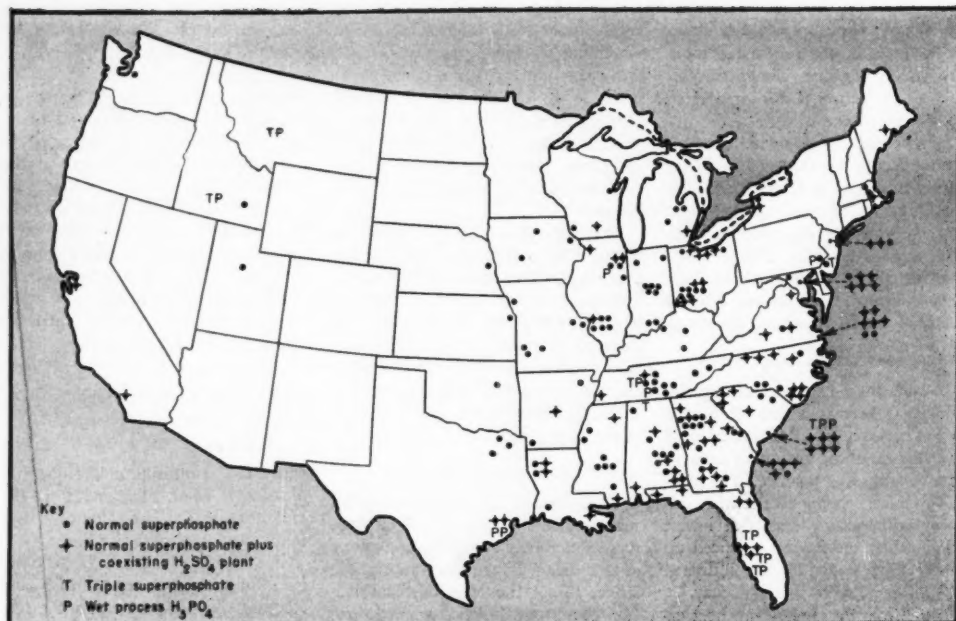 TP
TP
P
P T
TP
P
T
TPP
PP
TP
TP
TP
Key
• Normal superphosphate
+ Normal superphosphate plus
coexisting H₂SO₄ plant
T Triple superphosphate
P Wet process H₃PO₄